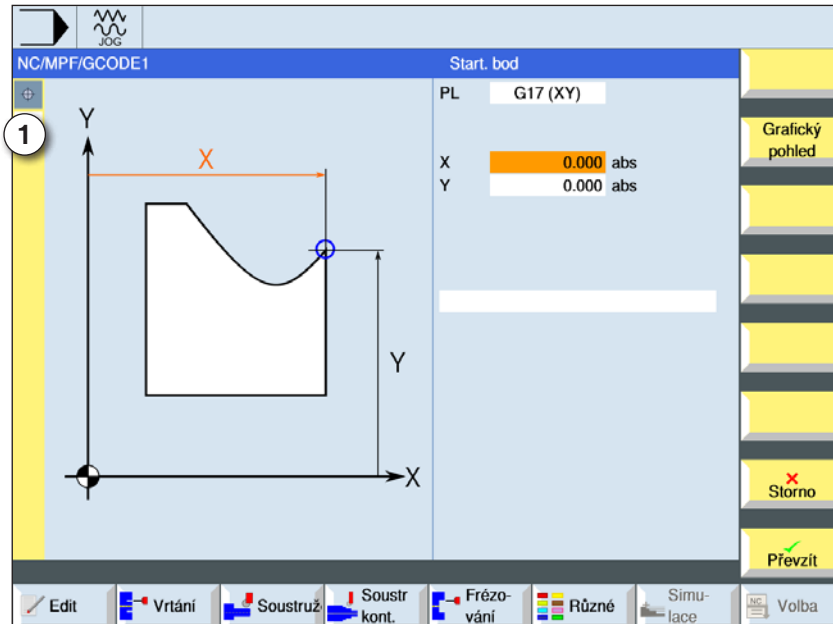 JOG
NC/MPF/GCODE1
Start. bod
1
Y
X
Y
X
PL G17 (XY)
X 0.000 abs
Y 0.000 abs
Grafický
pohled
Storno
Převzít
Edit
Vrtání
Soustruž
Soustr
kont.
Frézo-
vání
Různé
Simu-
lace
NC
Volba